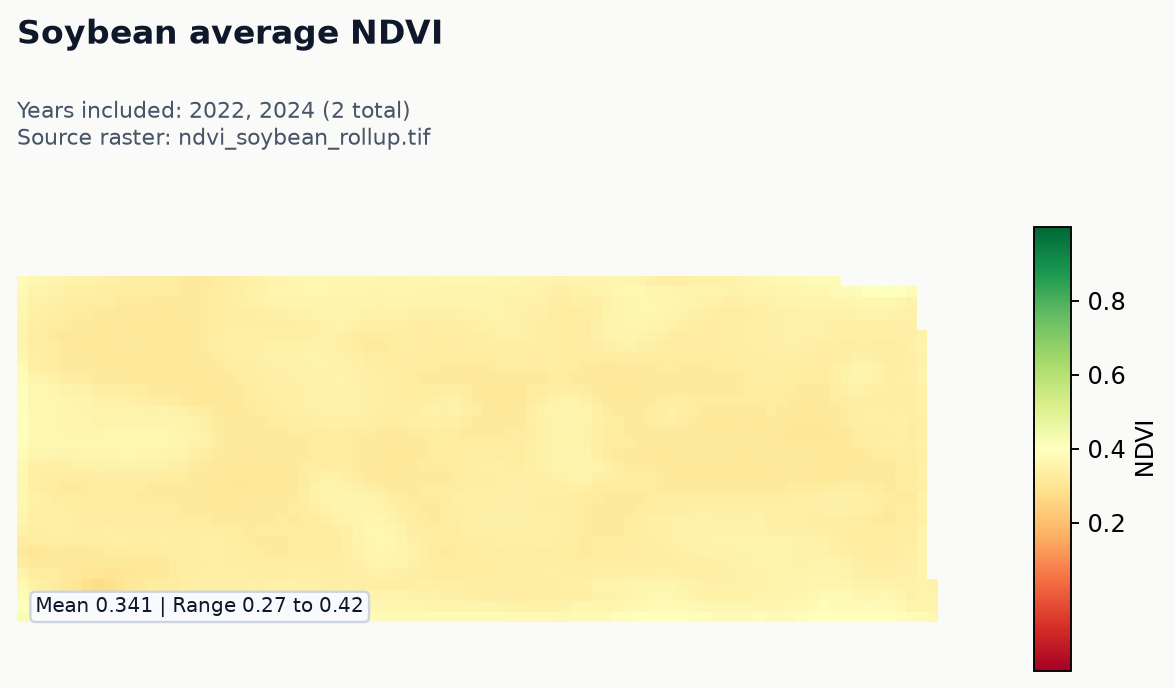 Soybean average NDVI
Years included: 2022, 2024 (2 total)
Source raster: ndvi_soybean_rollup.tif
0.8
0.6
0.4
0.2
NDVI
Mean 0.341 | Range 0.27 to 0.42